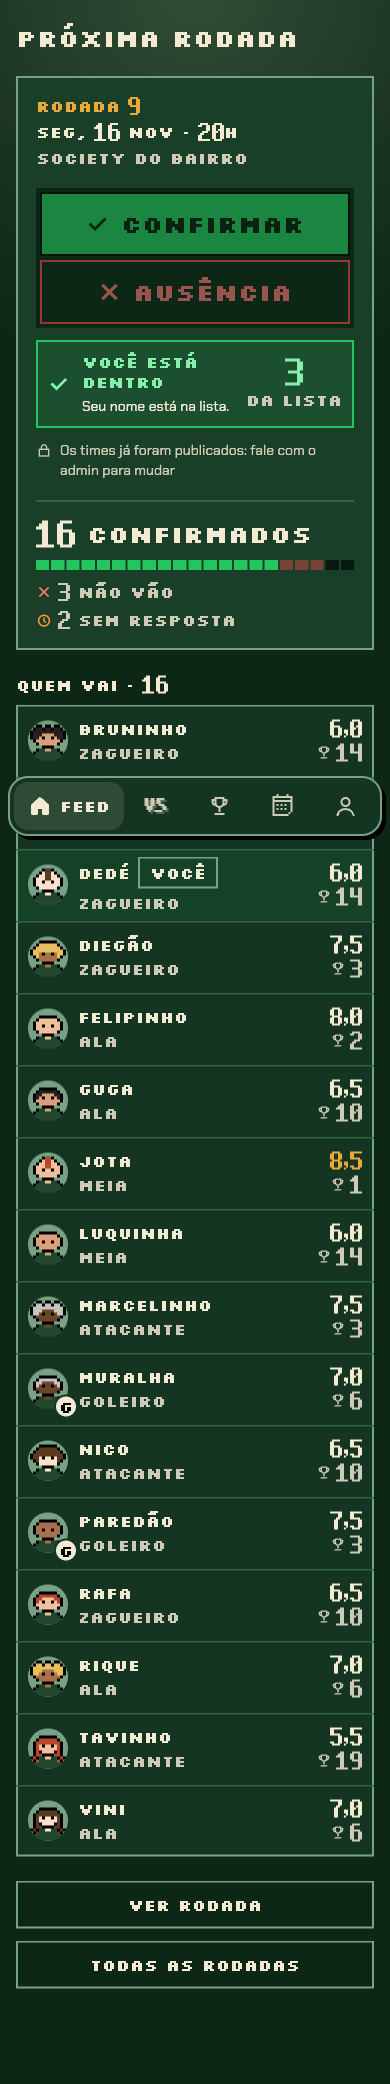 PRÓXIMA RODADA
RODADA 9
SEG, 16 NOV · 20H
SOCIETY DO BAIRRO
CONFIRMAR
AUSÊNCIA
VOCÊ ESTÁ DENTRO
Seu nome está na lista.
3
DA LISTA
Os times já foram publicados: fale com o
admin para mudar
16 CONFIRMADOS
3 NÃO VÃO
2 SEM RESPOSTA
QUEM VAI · 16
BRUNINHO 6,0
ZAGUEIRO 14
FEED VS
DEDÉ VOCÊ 6,0
ZAGUEIRO 14
DIEGÃO 7,5
ZAGUEIRO 3
FELIPINHO 8,0
ALA 2
GUGA 6,5
ALA 10
JOTA 8,5
MEIA 1
LUQUINHA 6,0
MEIA 14
MARCELINHO 7,5
ATACANTE 3
MURALHA 7,0
G GOLEIRO 6
NICO 6,5
ATACANTE 10
PAREDÃO 7,5
G GOLEIRO 3
RAFA 6,5
ZAGUEIRO 10
RIQUE 7,0
ALA 6
TAVINHO 5,5
ATACANTE 19
VINI 7,0
ALA 6
VER RODADA
TODAS AS RODADAS